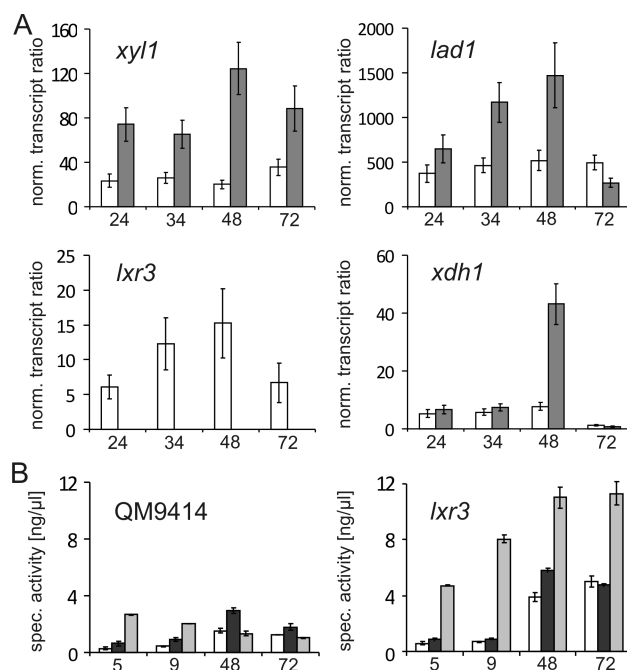 A
xyl1
norm. transcript ratio
160
120
80
40
0
24 34 48 72
lad1
norm. transcript ratio
2000
1500
1000
500
0
24 34 48 72
lxr3
norm. transcript ratio
25
20
15
10
5
0
24 34 48 72
xdh1
norm. transcript ratio
60
40
20
0
24 34 48 72
B
QM9414
spec. activity [ng/µl]
12
8
4
0
5 9 48 72
lxr3
spec. activity [ng/µl]
12
8
4
0
5 9 48 72